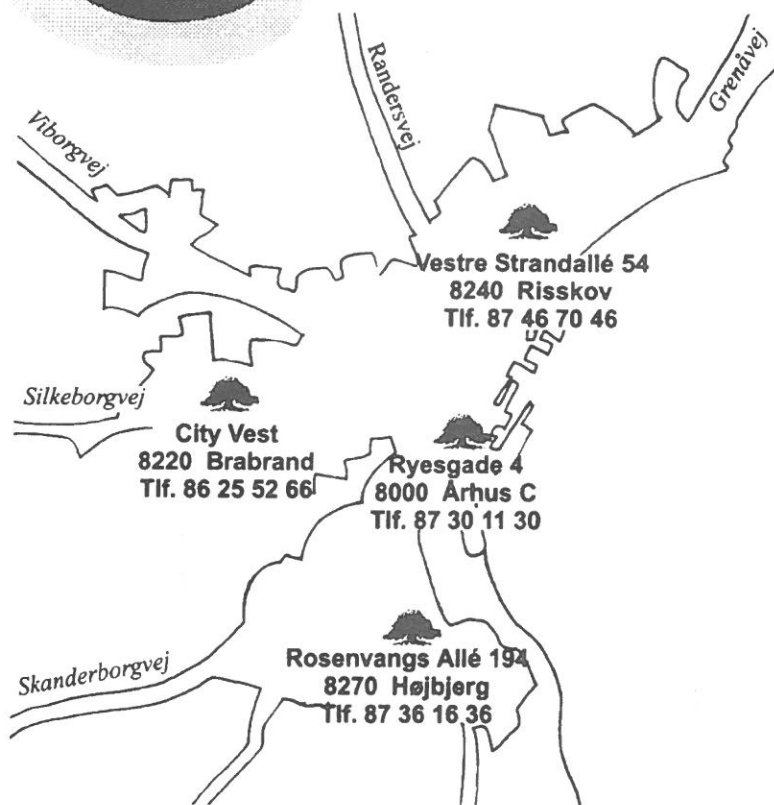 Randersvej
Grenåvej
Viborgvej
Vestre Strandallé 54
8240 Risskov
Tlf. 87 46 70 46
Silkeborgvej
City Vest
8220 Brabrand
Tlf. 86 25 52 66
Ryesgade 4
8000 Århus C
Tlf. 87 30 11 30
Skanderborgvej
Rosenvangs Allé 194
8270 Højbjerg
Tlf. 87 36 16 36